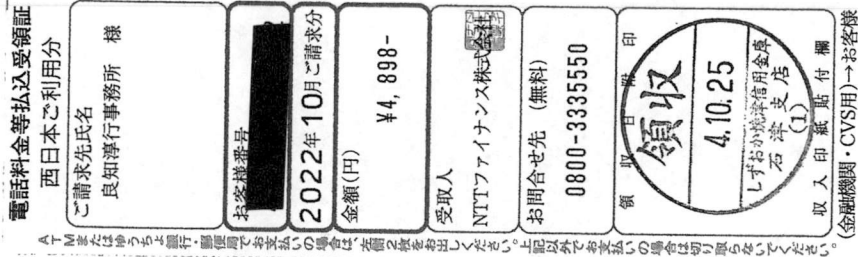 電話料金等払込受領証
西日本ご利用分
ご請求先氏名
良知淳行事務所 様
お客様番号
2022年10月ご請求分
金額(円)
¥4,898-
受取人
NTTファイナンス株式会社
お問合せ先 (無料)
0800-3335550
領収日附印
領収
4.10.25
しずおか焼津信用金庫
石津支店
(1)
収入印紙貼付欄
(金融機関・CVS用)→お客様
ATMまたはゆうちょ銀行・郵便局でお支払いの場合は、左側2枚をお出しください。上記以外でお支払いの場合は切り取らないでください。